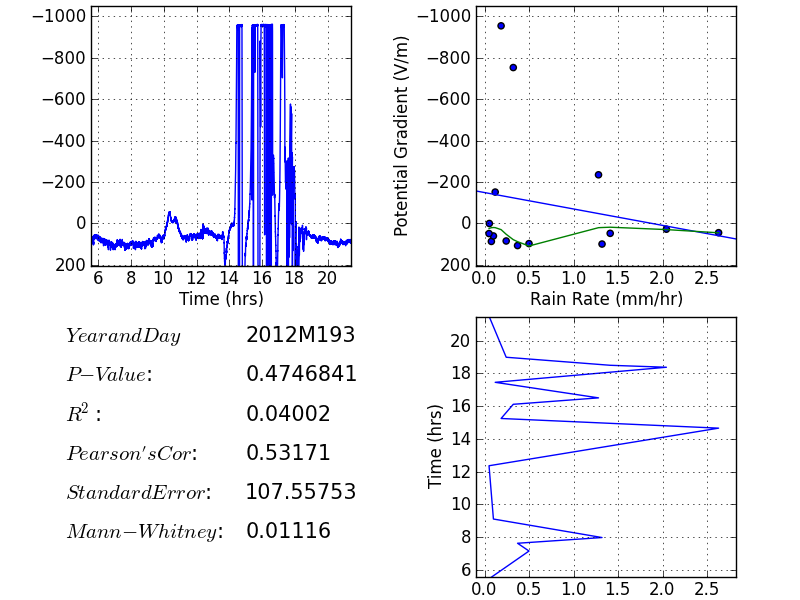 −1000
−800
−600
−400
−200
0
200
6 8 10 12 14 16 18 20
Time (hrs)
Potential Gradient (V/m)
−1000
−800
−600
−400
−200
0
200
0.0 0.5 1.0 1.5 2.0 2.5
Rain Rate (mm/hr)
YearandDay 2012M193
P−Value: 0.4746841
R²: 0.04002
Pearson'sCor: 0.53171
StandardError: 107.55753
Mann−Whitney: 0.01116
Time (hrs)
20
18
16
14
12
10
8
6
0.0 0.5 1.0 1.5 2.0 2.5